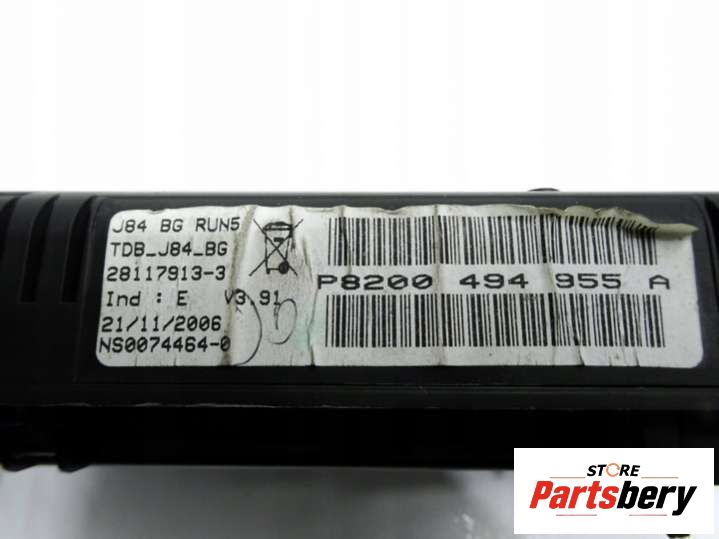 J84 BG RUN5
TDB_J84_BG
28117913-3
Ind : E V3.91
21/11/2006
NS0074464-0
P8200 494 955 A
STORE
Partsbery